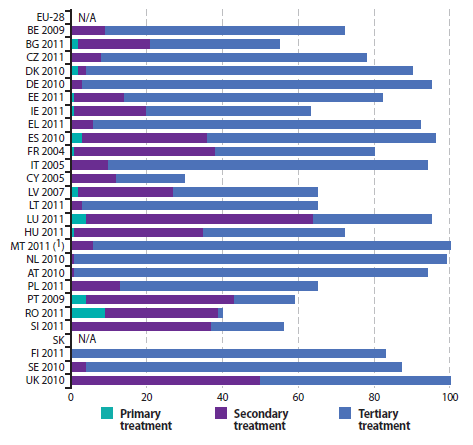 EU-28 N/A
BE 2009
BG 2011
CZ 2011
DK 2010
DE 2010
EE 2011
IE 2011
EL 2011
ES 2010
FR 2004
IT 2005
CY 2005
LV 2007
LT 2011
LU 2011
HU 2011
MT 2011 (¹)
NL 2010
AT 2010
PL 2011
PT 2009
RO 2011
SI 2011
SK N/A
FI 2011
SE 2010
UK 2010
0 20 40 60 80 100
Primary treatment
Secondary treatment
Tertiary treatment